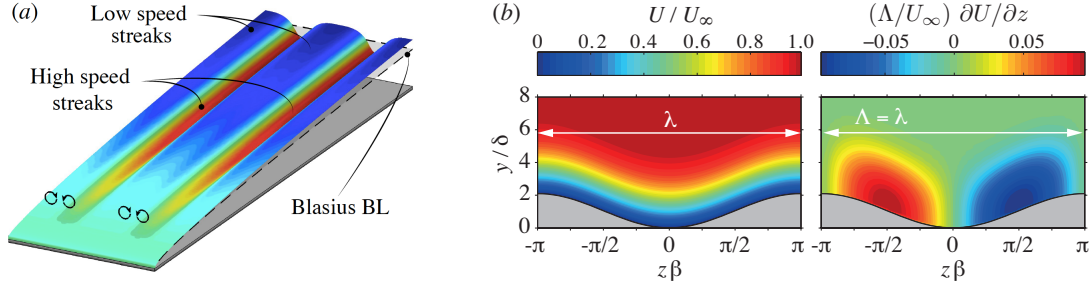 (a)
Low speed
streaks
High speed
streaks
Blasius BL
(b)
U / U∞
(Λ/U∞) ∂U/∂z
0 0.2 0.4 0.6 0.8 1.0
−0.05 0 0.05
y / δ
8
6
4
2
0
λ
Λ = λ
-π -π/2 0 π/2 π
-π -π/2 0 π/2 π
zβ
zβ